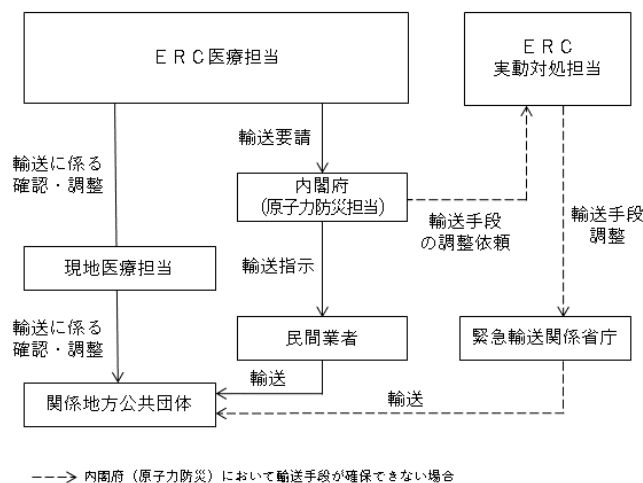 ＥＲＣ医療担当
ＥＲＣ
実動対処担当
輸送要請
輸送に係る
確認・調整
内閣府
(原子力防災担当)
輸送手段
の調整依頼
輸送手段
調整
現地医療担当
輸送指示
輸送に係る
確認・調整
民間業者
緊急輸送関係省庁
輸送
関係地方公共団体
輸送
---> 内閣府（原子力防災）において輸送手段が確保できない場合